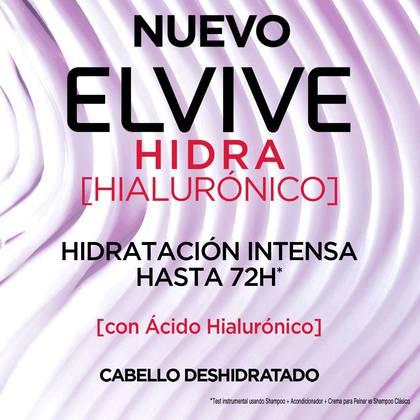 NUEVO
ELVIVE
HIDRA
[HIALURÓNICO]
HIDRATACIÓN INTENSA
HASTA 72H*
[con Ácido Hialurónico]
CABELLO DESHIDRATADO
*Test instrumental usando Shampoo + Acondicionador + Crema para Peinar vs Shampoo Clásico